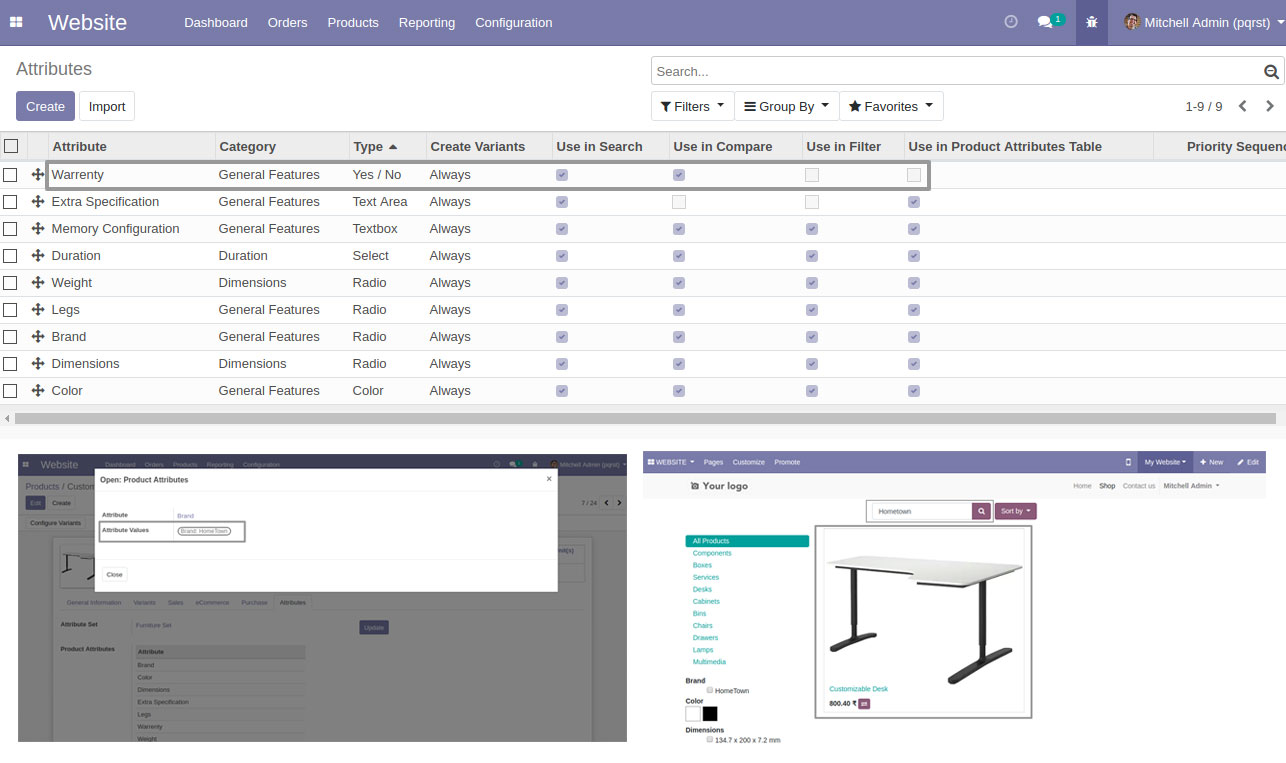 Website Dashboard Orders Products Reporting Configuration 1 Mitchell Admin (pqrst)
Attributes
Search...
Create Import Filters Group By Favorites 1-9 / 9
Attribute Category Type Create Variants Use in Search Use in Compare Use in Filter Use in Product Attributes Table Priority Sequenc
Warrenty General Features Yes / No Always
Extra Specification General Features Text Area Always
Memory Configuration General Features Textbox Always
Duration Duration Select Always
Weight Dimensions Radio Always
Legs General Features Radio Always
Brand General Features Radio Always
Dimensions Dimensions Radio Always
Color General Features Color Always
Website Dashboard Orders Products Reporting Configuration Mitchell Admin (pqrst)
Products / Custom
Edit Create 7 / 24
Configure Variants
Open: Product Attributes ×
Attribute Brand
Attribute Values Brand: HomeTown
Close
General Information Variants Sales eCommerce Purchase Attributes
Attribute Set Furniture Set Update
Product Attributes Attribute
Brand
Color
Dimensions
Extra Specification
Legs
Warrenty
Weight
WEBSITE Pages Customize Promote My Website New Edit
Your logo Home Shop Contact us Mitchell Admin
Hometown Sort by
All Products
Components
Boxes
Services
Desks
Cabinets
Bins
Chairs
Drawers
Lamps
Multimedia
Brand
HomeTown
Color
Dimensions
134.7 x 200 x 7.2 mm
Customizable Desk
800.40 ₹